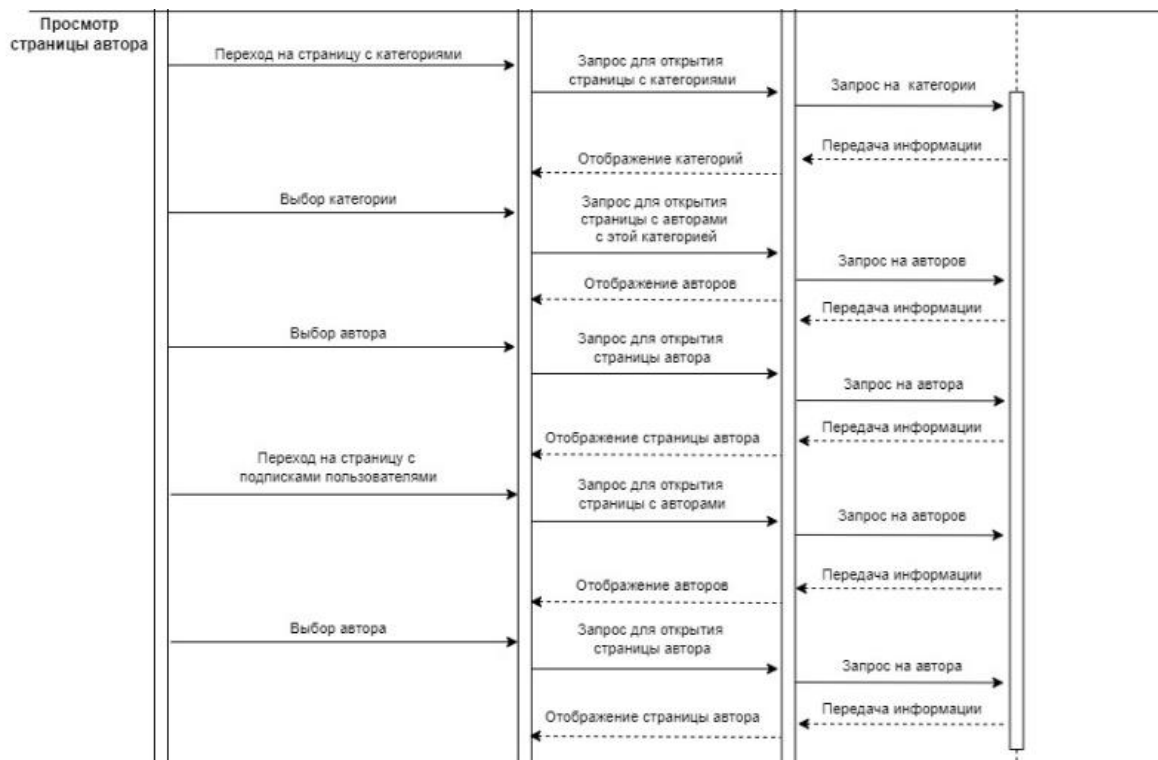 Просмотр
страницы автора
Переход на страницу с категориями
Запрос для открытия
страницы с категориями
Запрос на категории
Передача информации
Отображение категорий
Выбор категории
Запрос для открытия
страницы с авторами
с этой категорией
Запрос на авторов
Отображение авторов
Передача информации
Выбор автора
Запрос для открытия
страницы автора
Запрос на автора
Передача информации
Отображение страницы автора
Переход на страницу с
подписками пользователями
Запрос для открытия
страницы с авторами
Запрос на авторов
Передача информации
Отображение авторов
Выбор автора
Запрос для открытия
страницы автора
Запрос на автора
Передача информации
Отображение страницы автора